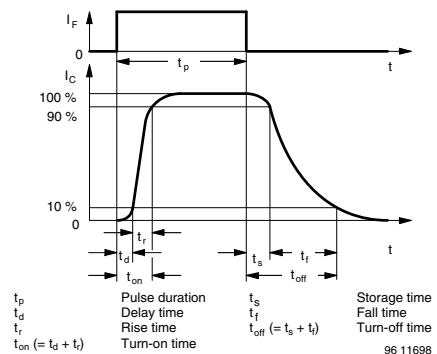 I_F
0
t
t_p
I_C
100 %
90 %
10 %
0
t_r
t_d
t_on
t_s
t_f
t_off
t
t_p Pulse duration t_s Storage time
t_d Delay time t_f Fall time
t_r Rise time t_off (= t_s + t_f) Turn-off time
t_on (= t_d + t_r) Turn-on time
96 11698